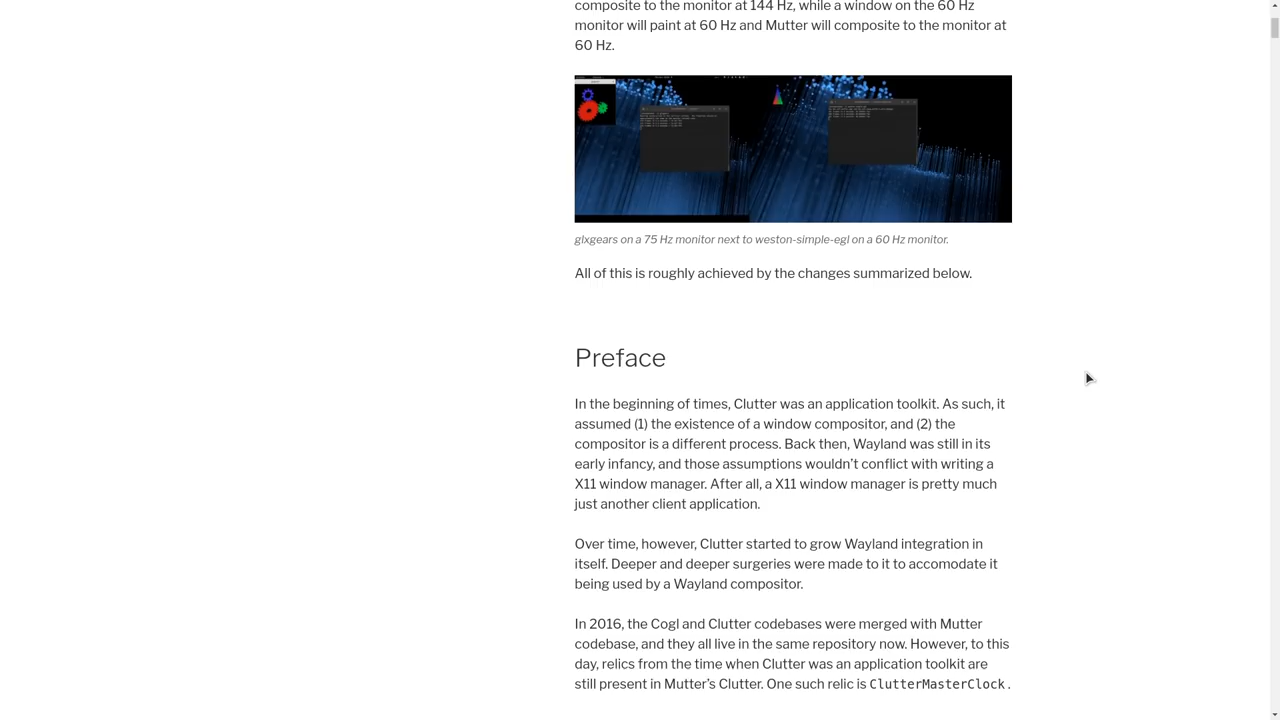 composite to the monitor at 144 Hz, while a window on the 60 Hz
monitor will paint at 60 Hz and Mutter will composite to the monitor at
60 Hz.
glxgears on a 75 Hz monitor next to weston-simple-egl on a 60 Hz monitor.
All of this is roughly achieved by the changes summarized below.
Preface
In the beginning of times, Clutter was an application toolkit. As such, it
assumed (1) the existence of a window compositor, and (2) the
compositor is a different process. Back then, Wayland was still in its
early infancy, and those assumptions wouldn’t conflict with writing a
X11 window manager. After all, a X11 window manager is pretty much
just another client application.
Over time, however, Clutter started to grow Wayland integration in
itself. Deeper and deeper surgeries were made to it to accomodate it
being used by a Wayland compositor.
In 2016, the Cogl and Clutter codebases were merged with Mutter
codebase, and they all live in the same repository now. However, to this
day, relics from the time when Clutter was an application toolkit are
still present in Mutter’s Clutter. One such relic is ClutterMasterClock.